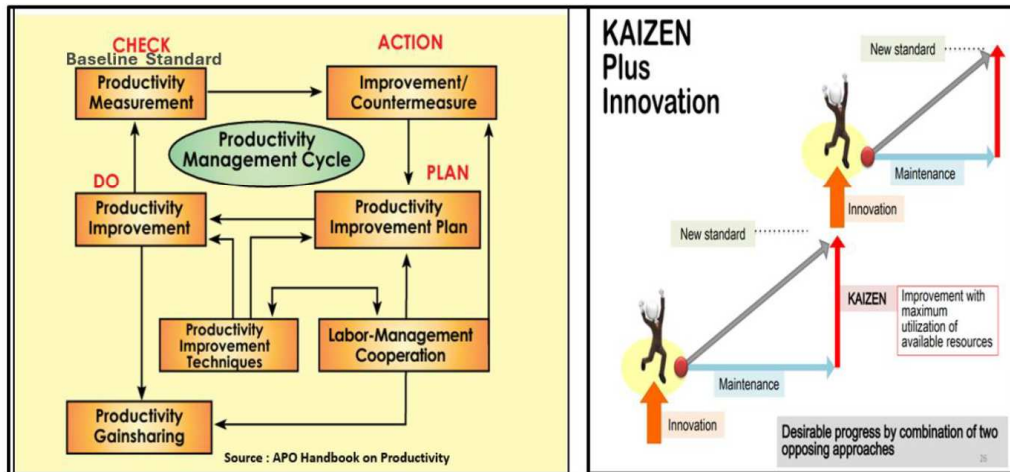 CHECK
Baseline Standard
Productivity
Measurement
ACTION
Improvement/
Countermeasure
Productivity
Management Cycle
DO
Productivity
Improvement
PLAN
Productivity
Improvement Plan
Productivity
Improvement
Techniques
Labor-Management
Cooperation
Productivity
Gainsharing
Source : APO Handbook on Productivity
KAIZEN
Plus
Innovation
New standard
Maintenance
Innovation
New standard
KAIZEN
Improvement with
maximum
utilization of
available resources
Maintenance
Innovation
Desirable progress by combination of two
opposing approaches
26